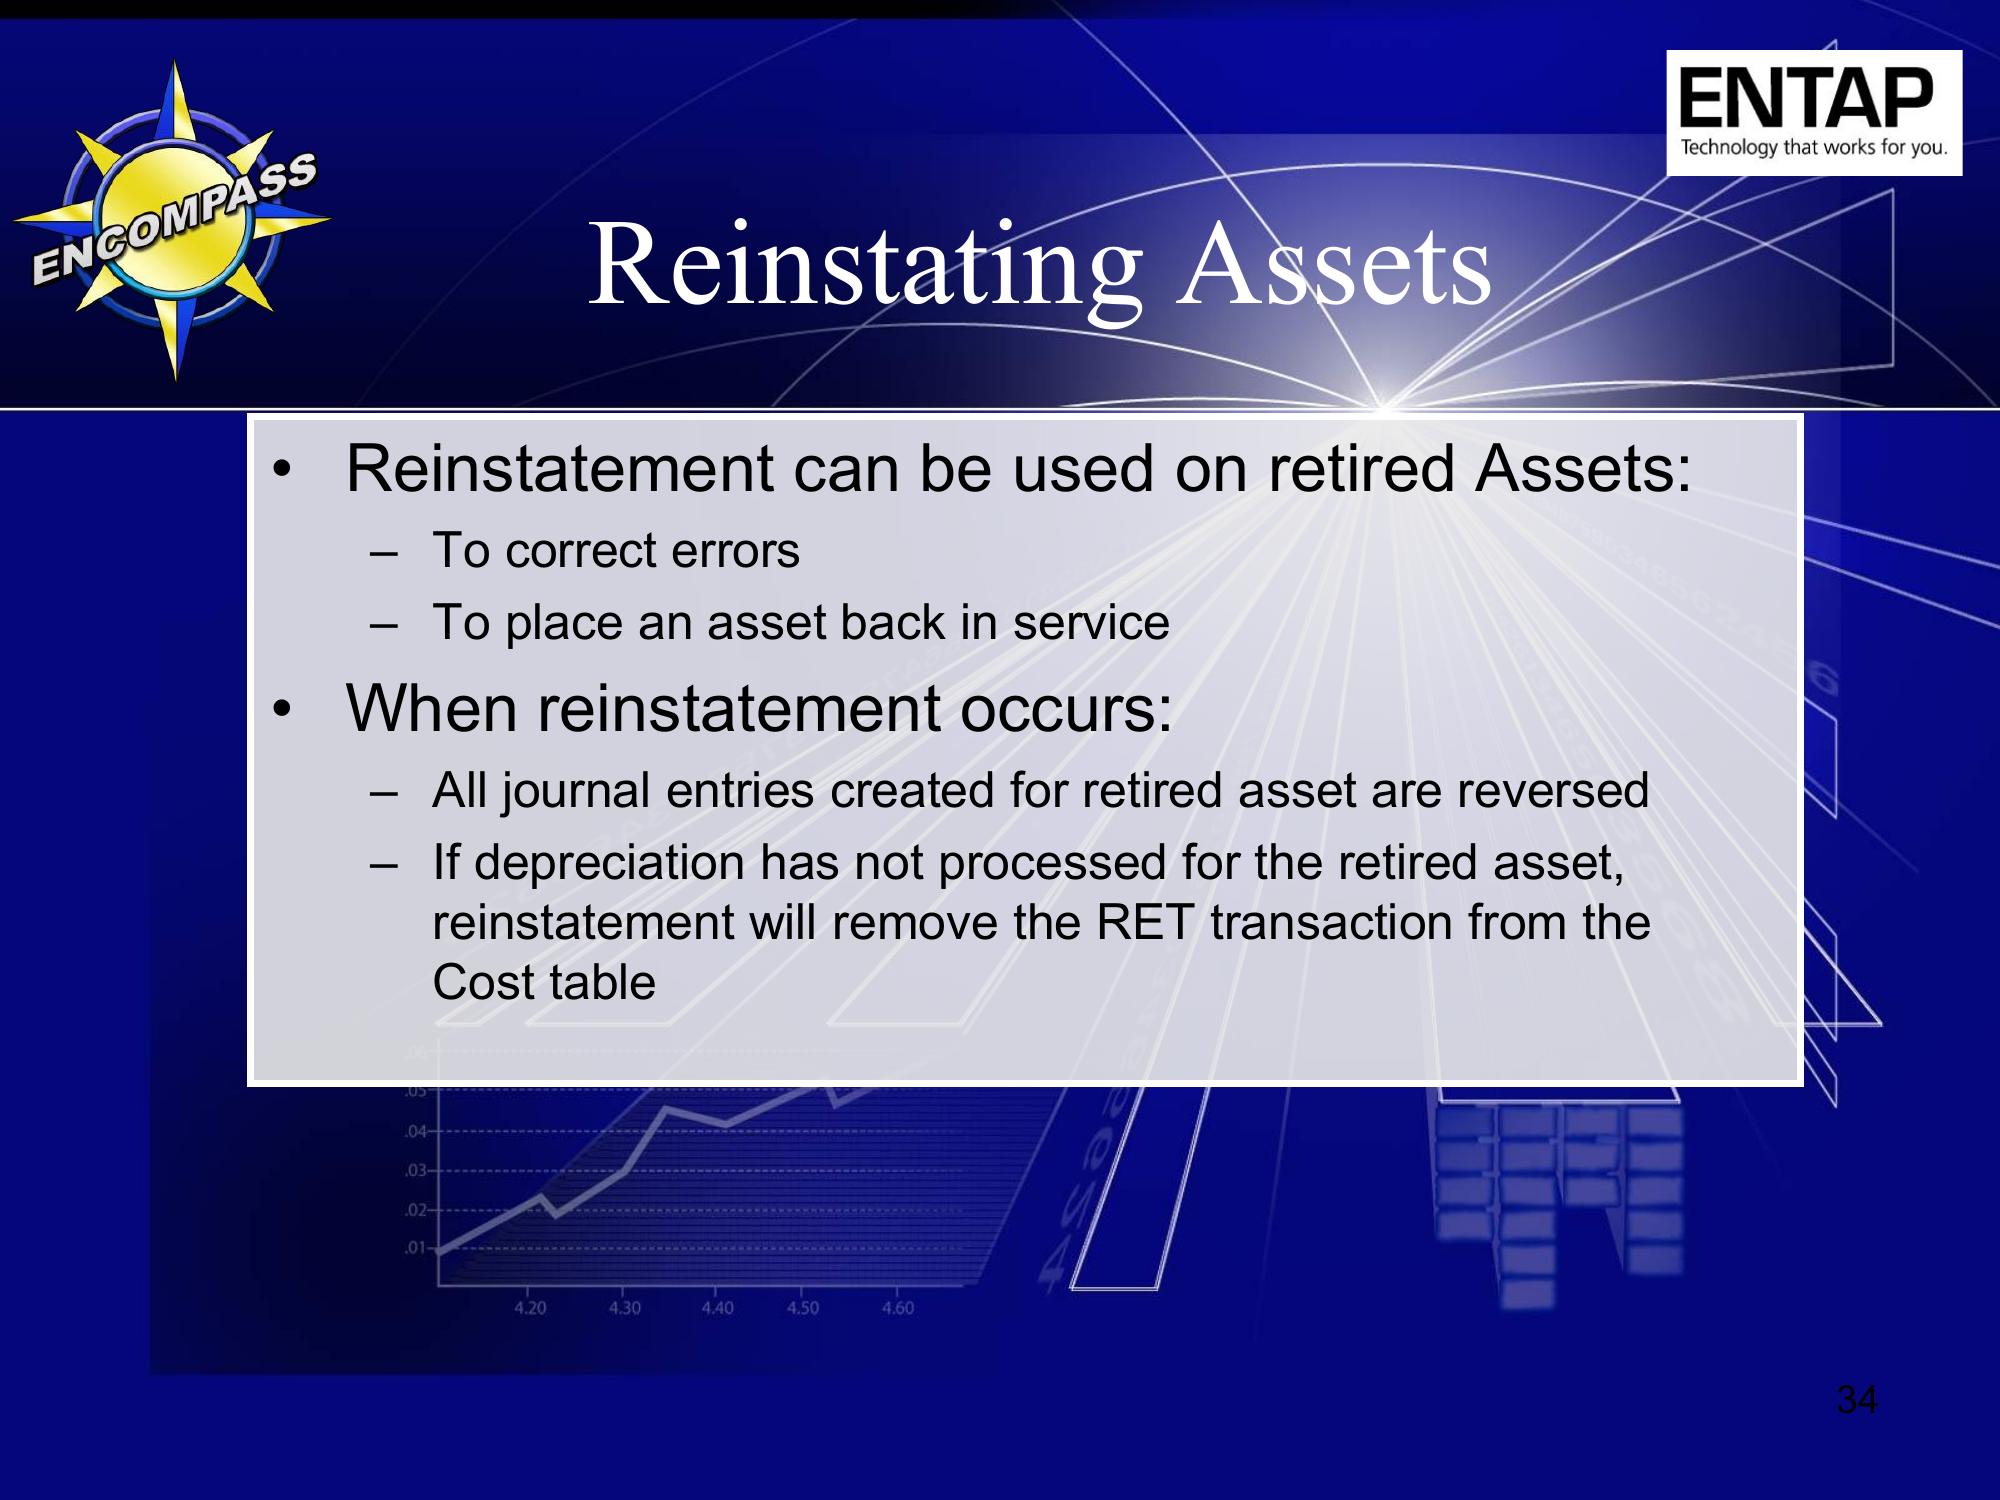 ENCOMPASS
ENTAP
Technology that works for you.
Reinstating Assets
• Reinstatement can be used on retired Assets:
– To correct errors
– To place an asset back in service
• When reinstatement occurs:
– All journal entries created for retired asset are reversed
– If depreciation has not processed for the retired asset,
reinstatement will remove the RET transaction from the
Cost table
.06
.05
.04
.03
.02
.01
4.20 4.30 4.40 4.50 4.60
34